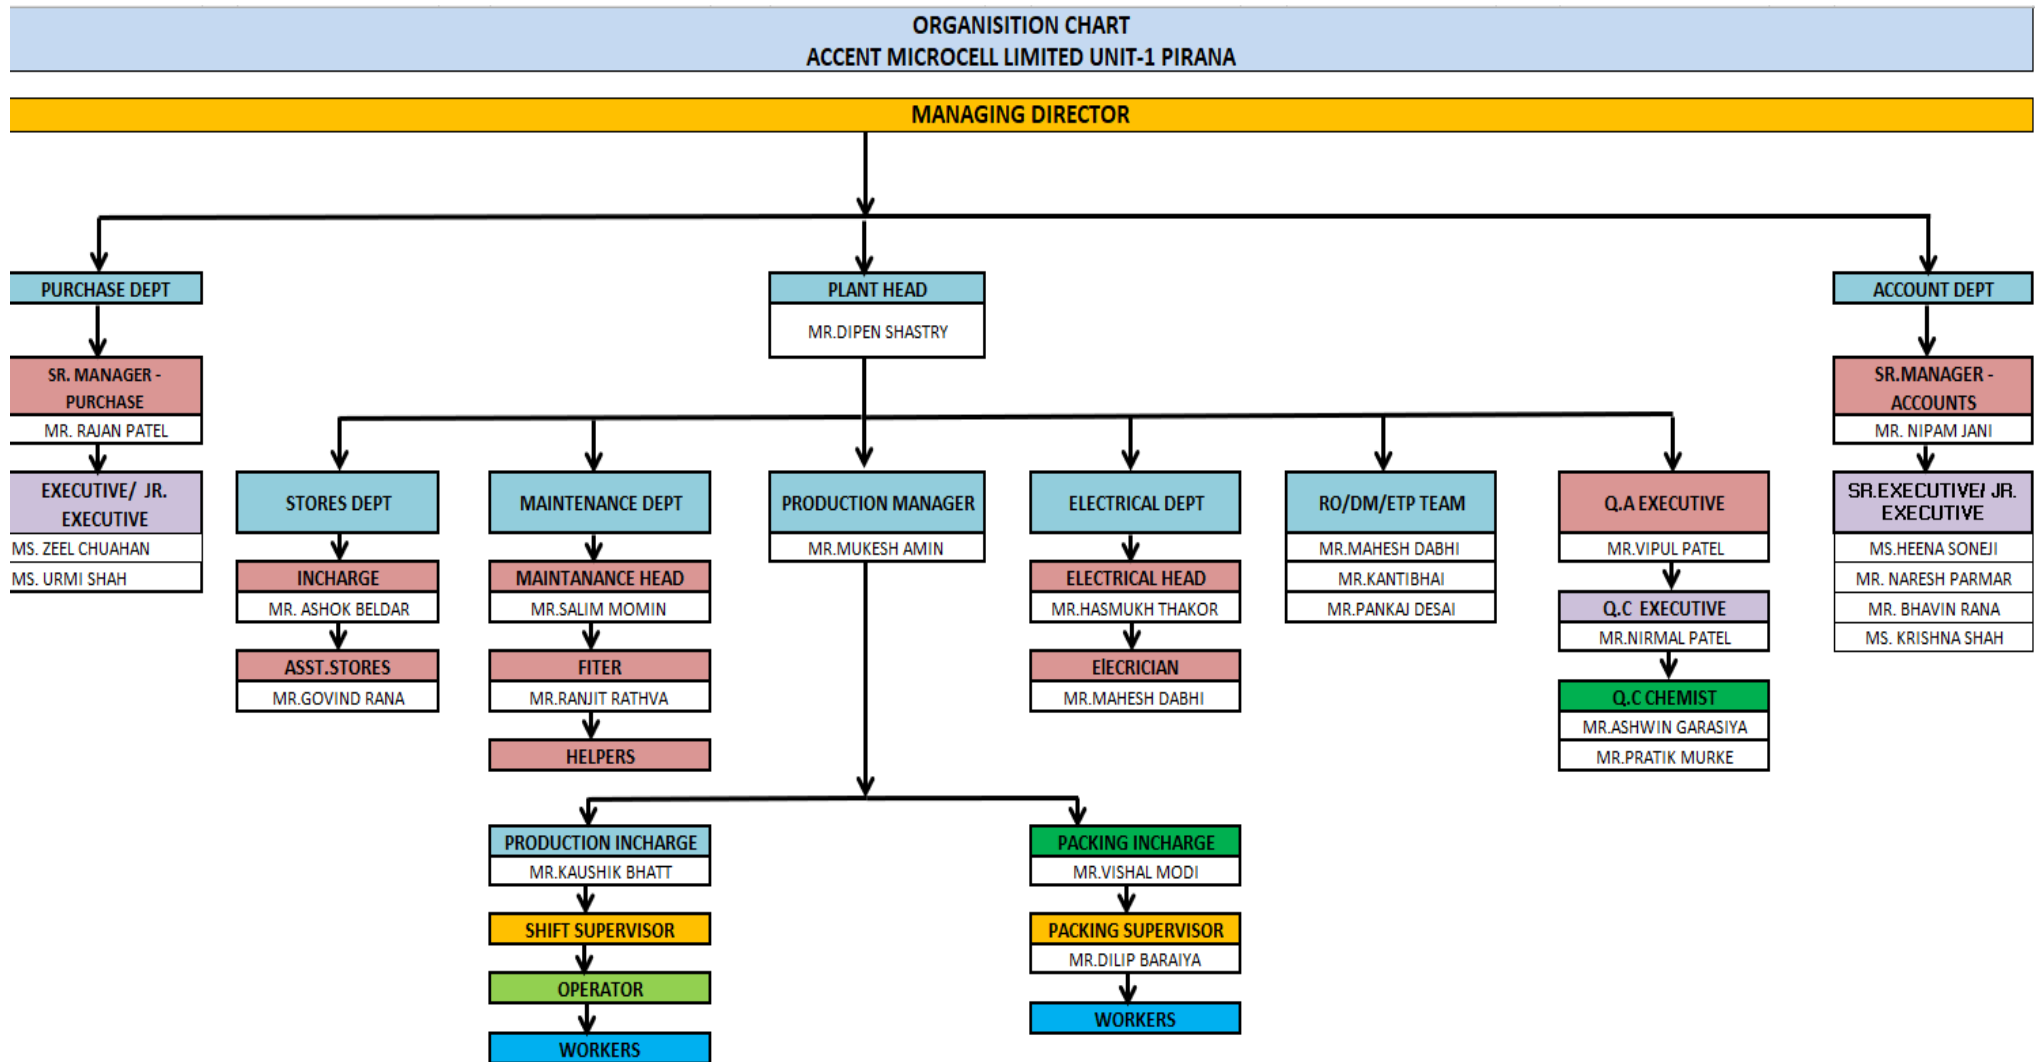 ORGANISITION CHART
ACCENT MICROCELL LIMITED UNIT-1 PIRANA
MANAGING DIRECTOR
PURCHASE DEPT
PLANT HEAD
MR.DIPEN SHASTRY
ACCOUNT DEPT
SR. MANAGER -
PURCHASE
MR. RAJAN PATEL
SR.MANAGER -
ACCOUNTS
MR. NIPAM JANI
EXECUTIVE/ JR.
EXECUTIVE
MS. ZEEL CHUAHAN
MS. URMI SHAH
STORES DEPT
INCHARGE
MR. ASHOK BELDAR
ASST.STORES
MR.GOVIND RANA
MAINTENANCE DEPT
MAINTANANCE HEAD
MR.SALIM MOMIN
FITER
MR.RANJIT RATHVA
HELPERS
PRODUCTION MANAGER
MR.MUKESH AMIN
ELECTRICAL DEPT
ELECTRICAL HEAD
MR.HASMUKH THAKOR
ElECRICIAN
MR.MAHESH DABHI
RO/DM/ETP TEAM
MR.MAHESH DABHI
MR.KANTIBHAI
MR.PANKAJ DESAI
Q.A EXECUTIVE
MR.VIPUL PATEL
Q.C EXECUTIVE
MR.NIRMAL PATEL
Q.C CHEMIST
MR.ASHWIN GARASIYA
MR.PRATIK MURKE
SR.EXECUTIVE/ JR.
EXECUTIVE
MS.HEENA SONEJI
MR. NARESH PARMAR
MR. BHAVIN RANA
MS. KRISHNA SHAH
PRODUCTION INCHARGE
MR.KAUSHIK BHATT
SHIFT SUPERVISOR
OPERATOR
WORKERS
PACKING INCHARGE
MR.VISHAL MODI
PACKING SUPERVISOR
MR.DILIP BARAIYA
WORKERS